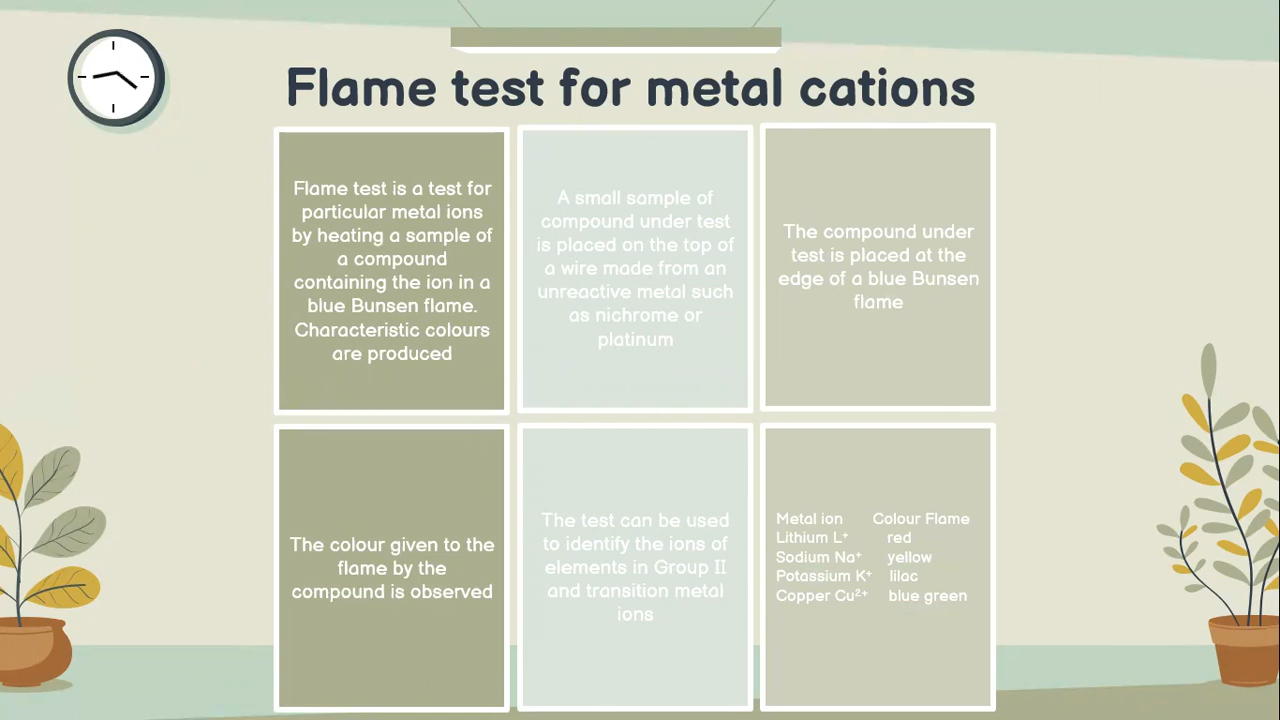 Flame test for metal cations
Flame test is a test for
particular metal ions
by heating a sample of
a compound
containing the ion in a
blue Bunsen flame.
Characteristic colours
are produced
A small sample of
compound under test
is placed on the top of
a wire made from an
unreactive metal such
as nichrome or
platinum
The compound under
test is placed at the
edge of a blue Bunsen
flame
The colour given to the
flame by the
compound is observed
The test can be used
to identify the ions of
elements in Group II
and transition metal
ions
Metal ion Colour Flame
Lithium L⁺ red
Sodium Na⁺ yellow
Potassium K⁺ lilac
Copper Cu²⁺ blue green